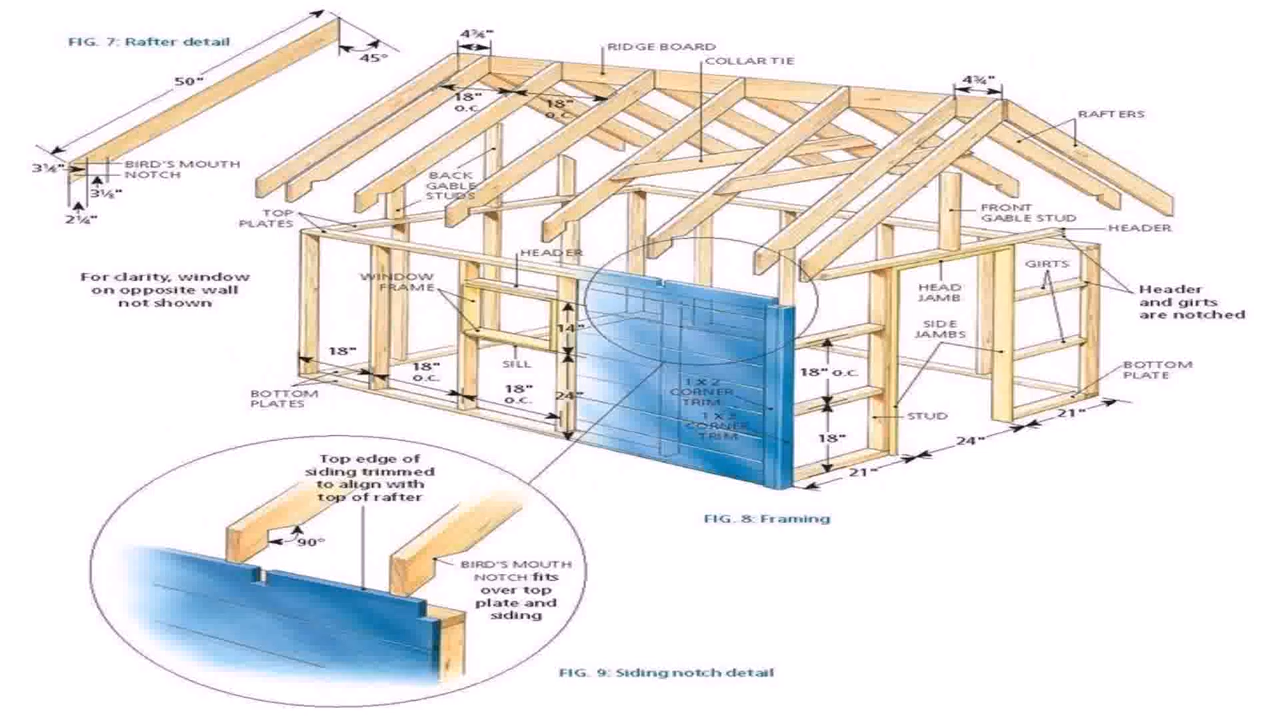 FIG. 7: Rafter detail
50"
45°
3½"
BIRD'S MOUTH
NOTCH
3½"
2¼"
4¾"
RIDGE BOARD
COLLAR TIE
4¾"
18"
O.C.
18"
O.C.
RAFTERS
BACK
GABLE
STUDS
TOP
PLATES
FRONT
GABLE STUD
HEADER
HEADER
WINDOW
FRAME
GIRTS
For clarity, window
on opposite wall
not shown
HEAD
JAMB
Header
and girts
are notched
SIDE
JAMBS
14"
SILL
18"
18"
O.C.
18"
O.C.
24"
BOTTOM
PLATES
1 X 2
CORNER
TRIM
1 X 3
CORNER
TRIM
18" O.C.
18"
BOTTOM
PLATE
STUD
21"
24"
21"
FIG. 8: Framing
Top edge of
siding trimmed
to align with
top of rafter
90°
BIRD'S MOUTH
NOTCH fits
over top
plate and
siding
FIG. 9: Siding notch detail